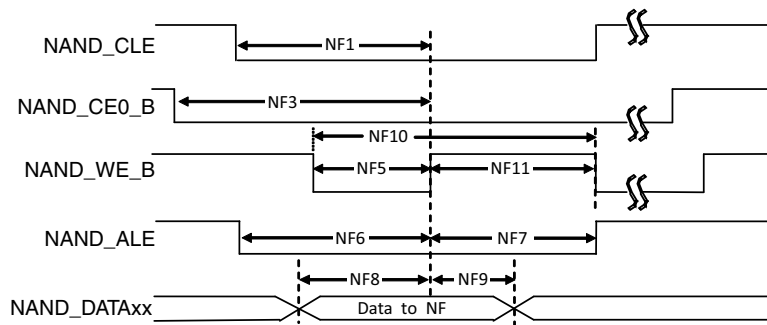 NAND_CLE
NF1
NAND_CE0_B
NF3
NF10
NAND_WE_B
NF5
NF11
NAND_ALE
NF6
NF7
NF8
NF9
NAND_DATAxx
Data to NF